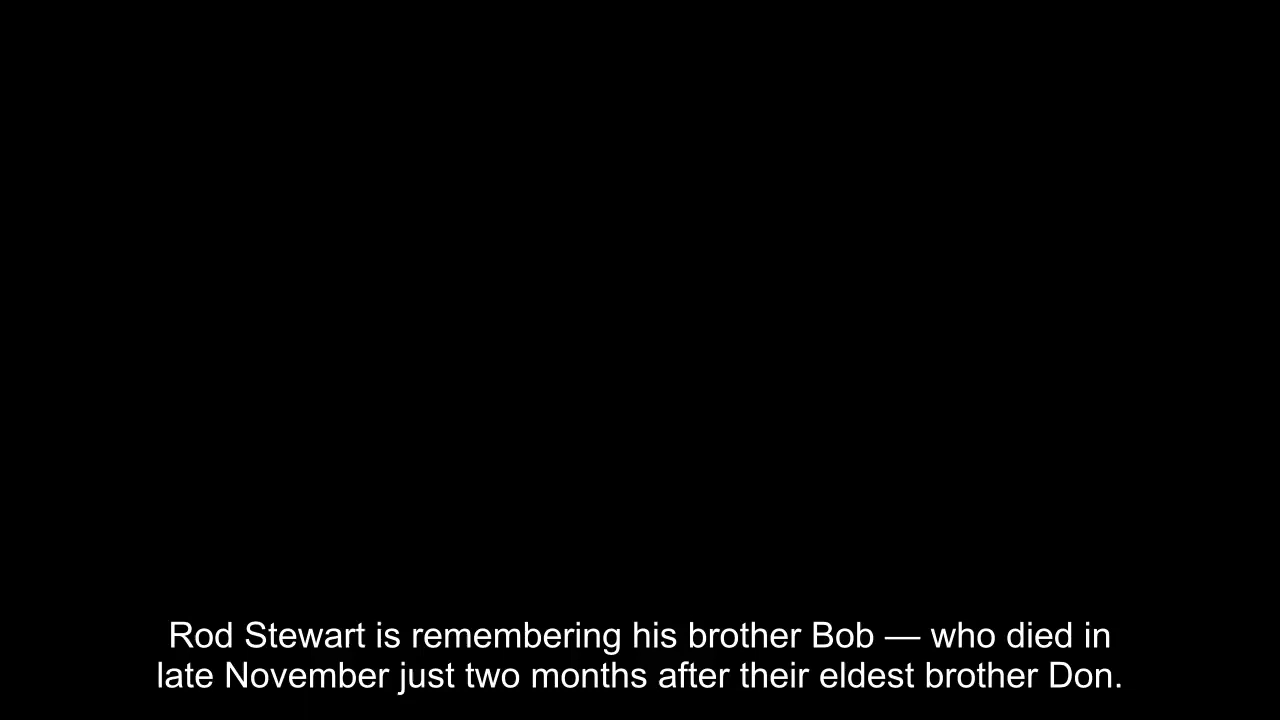 Rod Stewart is remembering his brother Bob — who died in
late November just two months after their eldest brother Don.